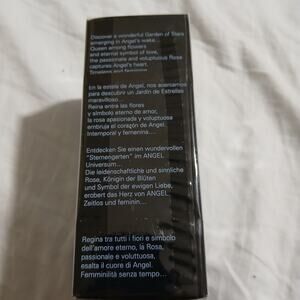 Discover a wonderful Garden of Stars
emerging in Angel's wake...
Queen among flowers
and eternal symbol of love,
the passionate and voluptuous Rose
captures Angel's heart.
Timeless and feminine...
En la estela de Angel, nos acercamos
para descubrir un Jardín de Estrellas
maravilloso...
Reina entre las flores
y símbolo eterno de amor,
la rosa apasionada y voluptuosa
embruja el corazón de Angel.
Intemporal y femenina...
Entdecken Sie einen wundervollen
"Sternengarten" im ANGEL
Universum...
Die leidenschaftliche und sinnliche
Rose, Königin der Blüten
und Symbol der ewigen Liebe,
erobert das Herz von ANGEL.
Zeitlos und feminin...
Regina tra tutti i fiori e simbolo
dell'amore eterno, la Rosa,
passionale e voluttuosa,
esalta il cuore di Angel.
Femminilità senza tempo...